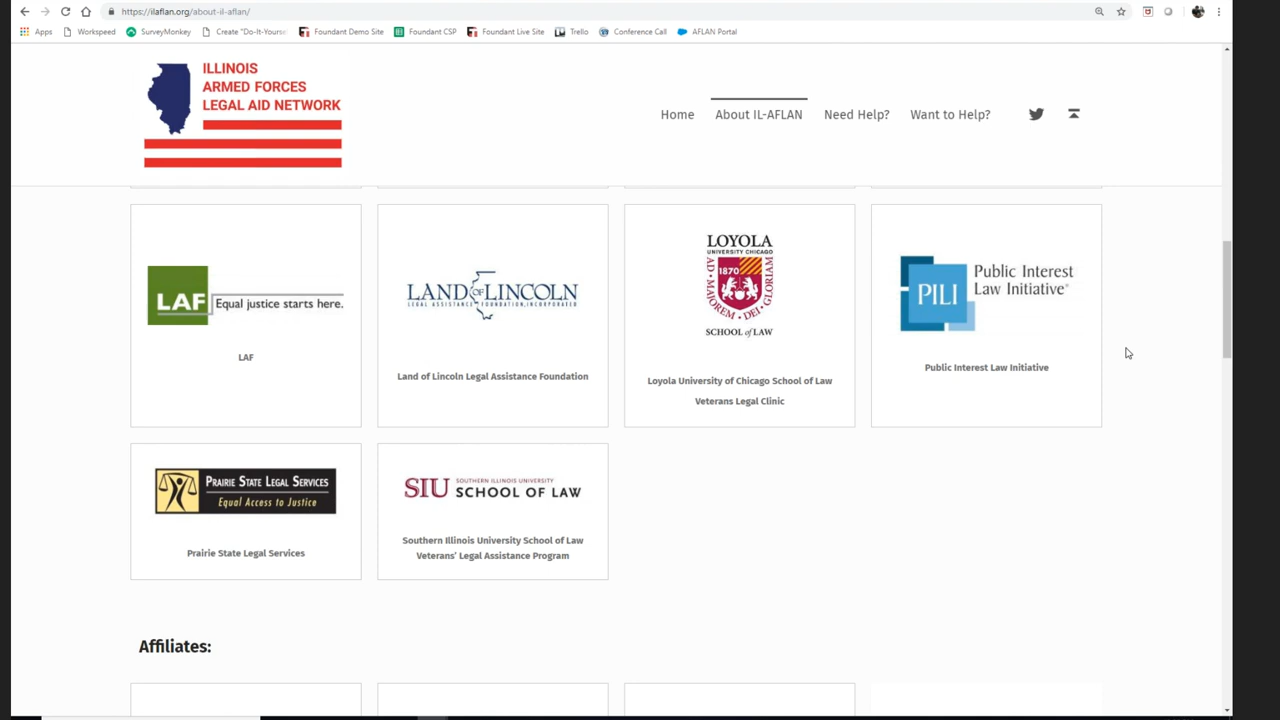 https://ilaflan.org/about-il-aflan/
Apps
Workspeed
SurveyMonkey
Create "Do-It-Yourse
Foundant Demo Site
Foundant CSP
Foundant Live Site
Trello
Conference Call
AFLAN Portal
ILLINOIS
ARMED FORCES
LEGAL AID NETWORK
Home
About IL-AFLAN
Need Help?
Want to Help?
LAF Equal justice starts here.
LAF
LAND OF LINCOLN
LEGAL ASSISTANCE FOUNDATION, INCORPORATED
Land of Lincoln Legal Assistance Foundation
LOYOLA
UNIVERSITY CHICAGO
1870
AD • MAJOREM • DEI • GLORIAM
SCHOOL of LAW
Loyola University of Chicago School of Law
Veterans Legal Clinic
PILI
Public Interest
Law Initiative®
Public Interest Law Initiative
PRAIRIE STATE LEGAL SERVICES
Equal Access to Justice
Prairie State Legal Services
SIU
SOUTHERN ILLINOIS UNIVERSITY
SCHOOL OF LAW
Southern Illinois University School of Law
Veterans' Legal Assistance Program
Affiliates: